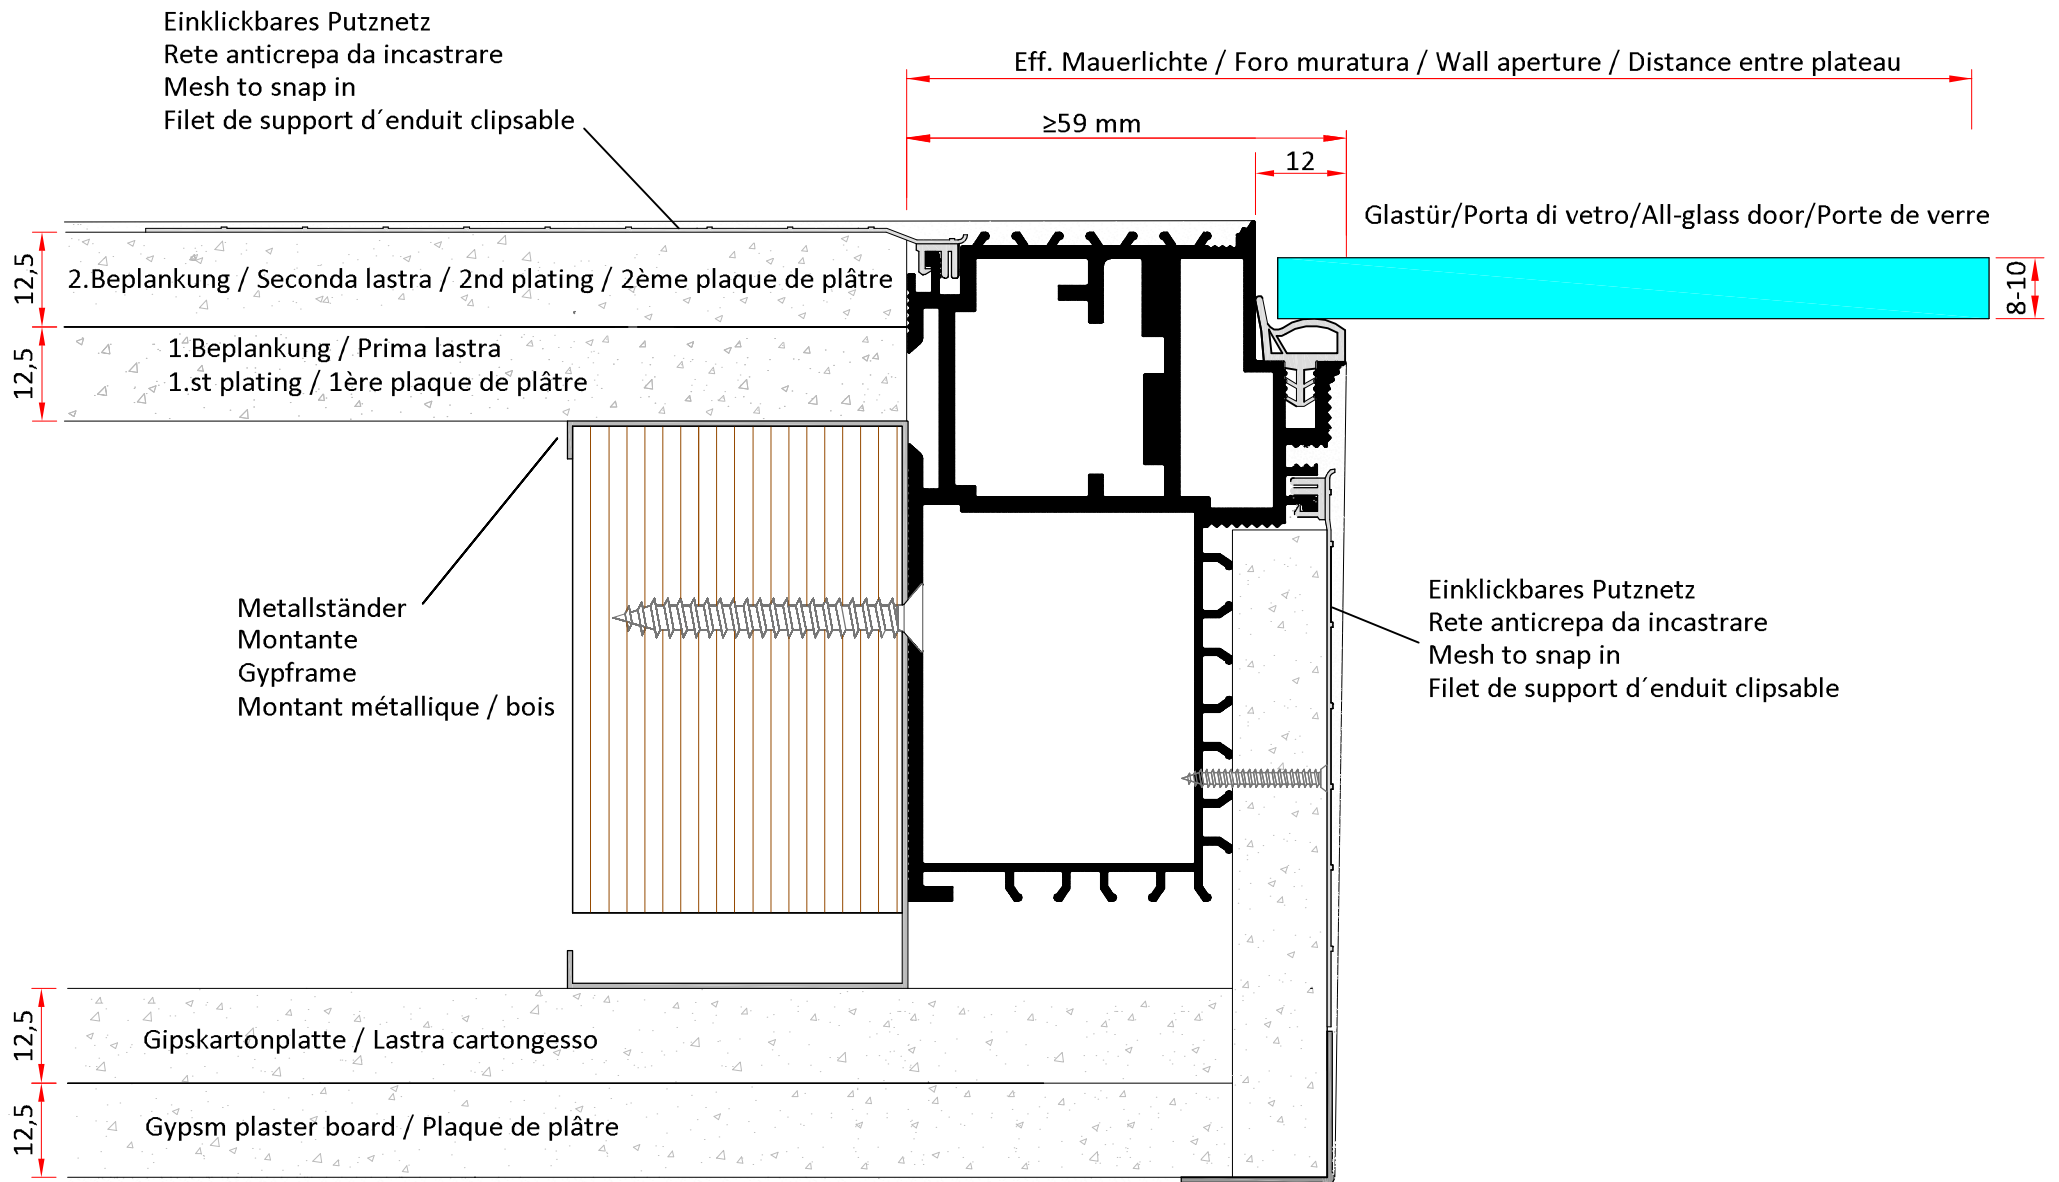 Einklickbares Putznetz
Rete anticrepa da incastrare
Mesh to snap in
Filet de support d´enduit clipsable
Eff. Mauerlichte / Foro muratura / Wall aperture / Distance entre plateau
≥59 mm
12
Glastür/Porta di vetro/All-glass door/Porte de verre
8-10
12,5
2.Beplankung / Seconda lastra / 2nd plating / 2ème plaque de plâtre
12,5
1.Beplankung / Prima lastra
1.st plating / 1ère plaque de plâtre
Metallständer
Montante
Gypframe
Montant métallique / bois
Einklickbares Putznetz
Rete anticrepa da incastrare
Mesh to snap in
Filet de support d´enduit clipsable
12,5
Gipskartonplatte / Lastra cartongesso
12,5
Gypsm plaster board / Plaque de plâtre